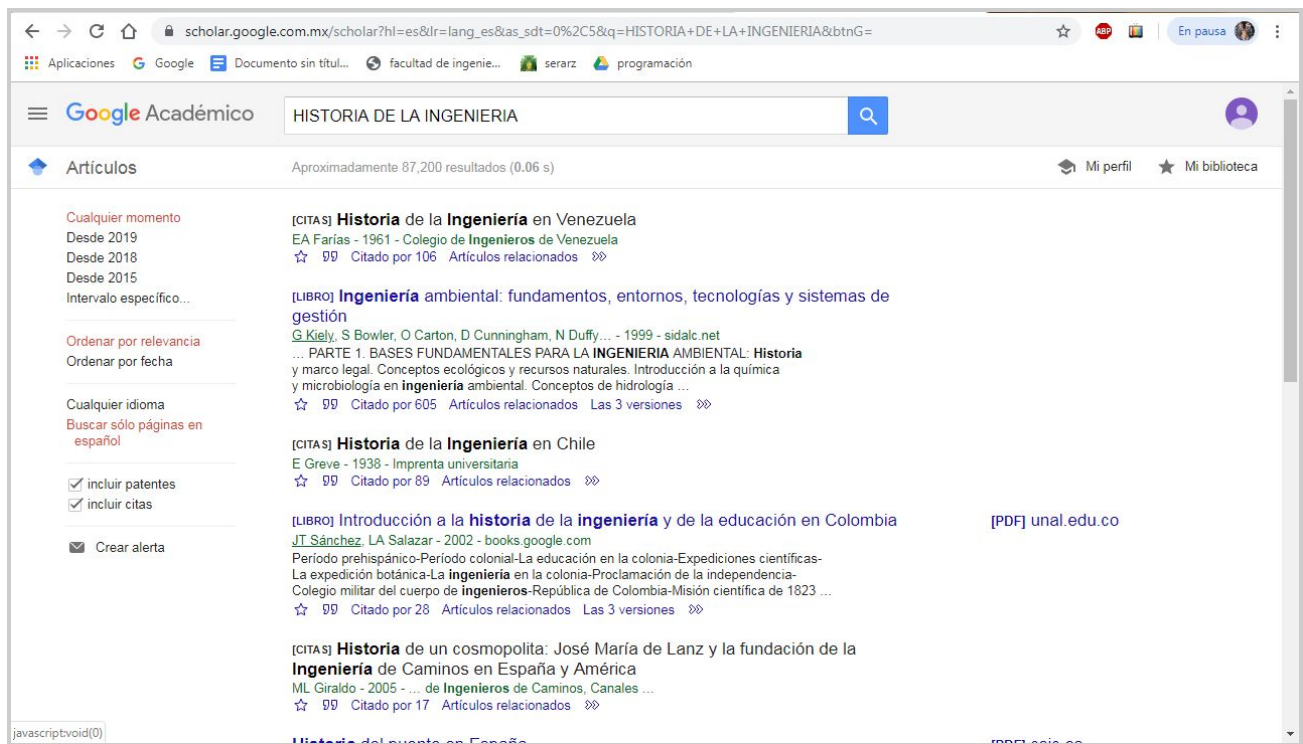 scholar.google.com.mx/scholar?hl=es&lr=lang_es&as_sdt=0%2C5&q=HISTORIA+DE+LA+INGENIERIA&btnG=
ABP
En pausa
Aplicaciones
Google
Documento sin títul...
facultad de ingenie...
serarz
programación
Google Académico
HISTORIA DE LA INGENIERIA
Artículos
Aproximadamente 87,200 resultados (0.06 s)
Mi perfil
Mi biblioteca
Cualquier momento
Desde 2019
Desde 2018
Desde 2015
Intervalo específico...
Ordenar por relevancia
Ordenar por fecha
Cualquier idioma
Buscar sólo páginas en
español
incluir patentes
incluir citas
Crear alerta
[CITAS] Historia de la Ingeniería en Venezuela
EA Farías - 1961 - Colegio de Ingenieros de Venezuela
Citado por 106 Artículos relacionados
[LIBRO] Ingeniería ambiental: fundamentos, entornos, tecnologías y sistemas de
gestión
G Kiely, S Bowler, O Carton, D Cunningham, N Duffy... - 1999 - sidalc.net
... PARTE 1. BASES FUNDAMENTALES PARA LA INGENIERIA AMBIENTAL: Historia
y marco legal. Conceptos ecológicos y recursos naturales. Introducción a la química
y microbiología en ingeniería ambiental. Conceptos de hidrología ...
Citado por 605 Artículos relacionados Las 3 versiones
[CITAS] Historia de la Ingeniería en Chile
E Greve - 1938 - Imprenta universitaria
Citado por 89 Artículos relacionados
[LIBRO] Introducción a la historia de la ingeniería y de la educación en Colombia
[PDF] unal.edu.co
JT Sánchez, LA Salazar - 2002 - books.google.com
Período prehispánico-Período colonial-La educación en la colonia-Expediciones científicas-
La expedición botánica-La ingeniería en la colonia-Proclamación de la independencia-
Colegio militar del cuerpo de ingenieros-República de Colombia-Misión científica de 1823 ...
Citado por 28 Artículos relacionados Las 3 versiones
[CITAS] Historia de un cosmopolita: José María de Lanz y la fundación de la
Ingeniería de Caminos en España y América
ML Giraldo - 2005 - ... de Ingenieros de Caminos, Canales ...
Citado por 17 Artículos relacionados
Historia del puente en España
javascript:void(0)